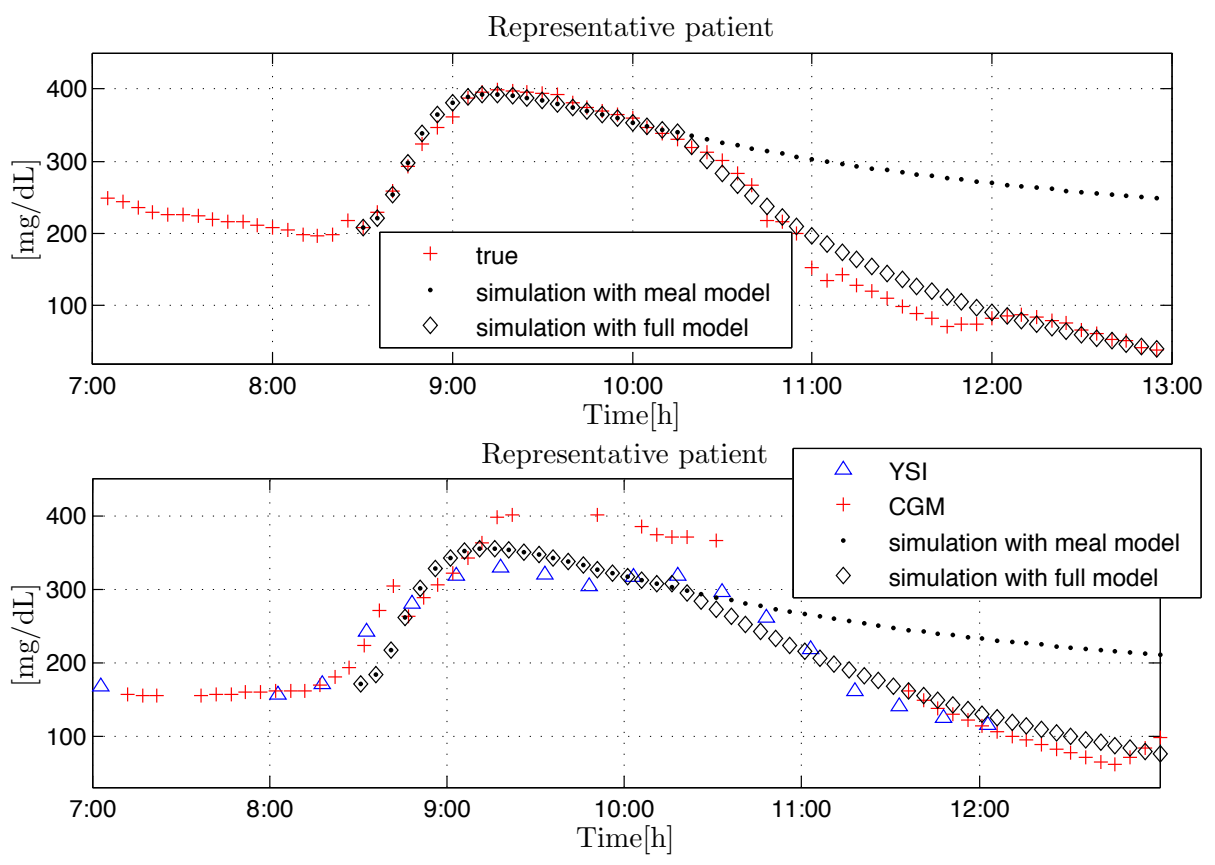 Representative patient
[mg/dL]
400
300
200
100
true
simulation with meal model
simulation with full model
7:00 8:00 9:00 10:00 11:00 12:00 13:00
Time[h]
Representative patient
[mg/dL]
400
300
200
100
YSI
CGM
simulation with meal model
simulation with full model
7:00 8:00 9:00 10:00 11:00 12:00
Time[h]